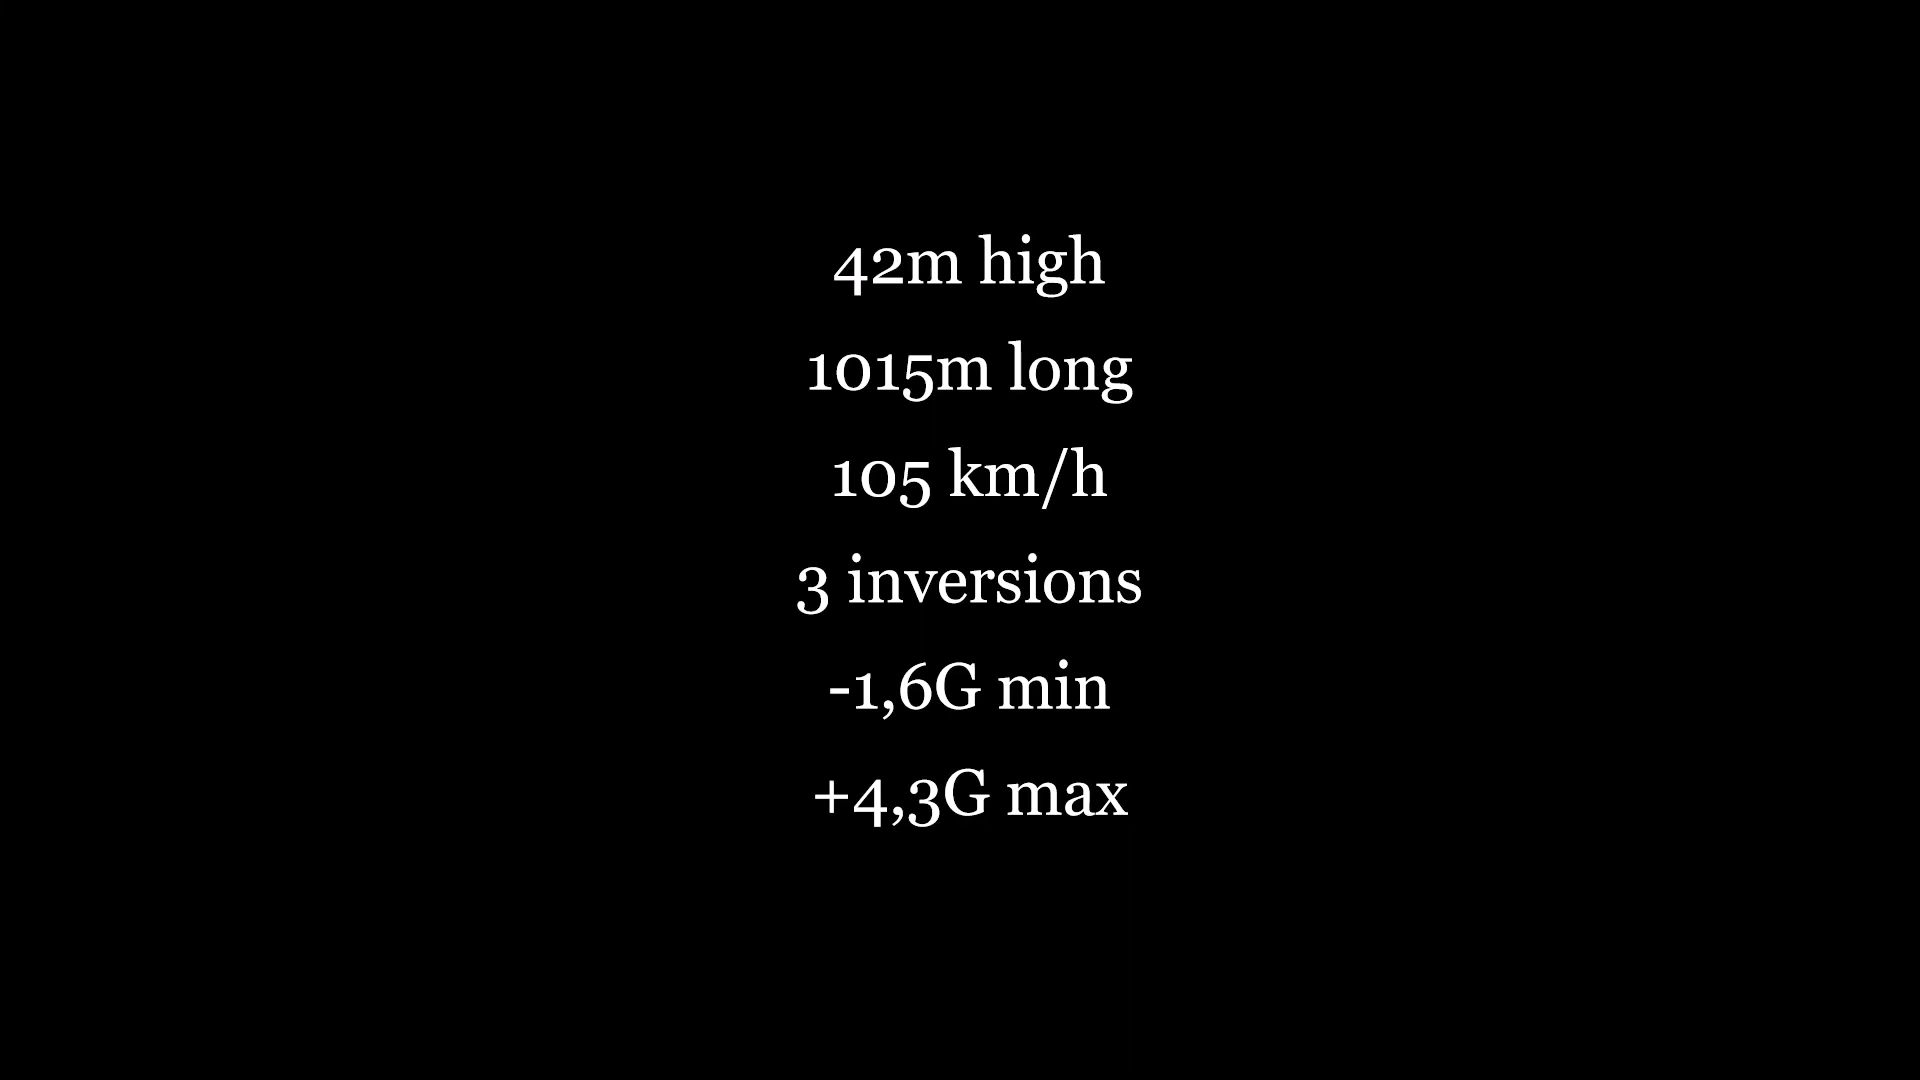 42m high
1015m long
105 km/h
3 inversions
-1,6G min
+4,3G max